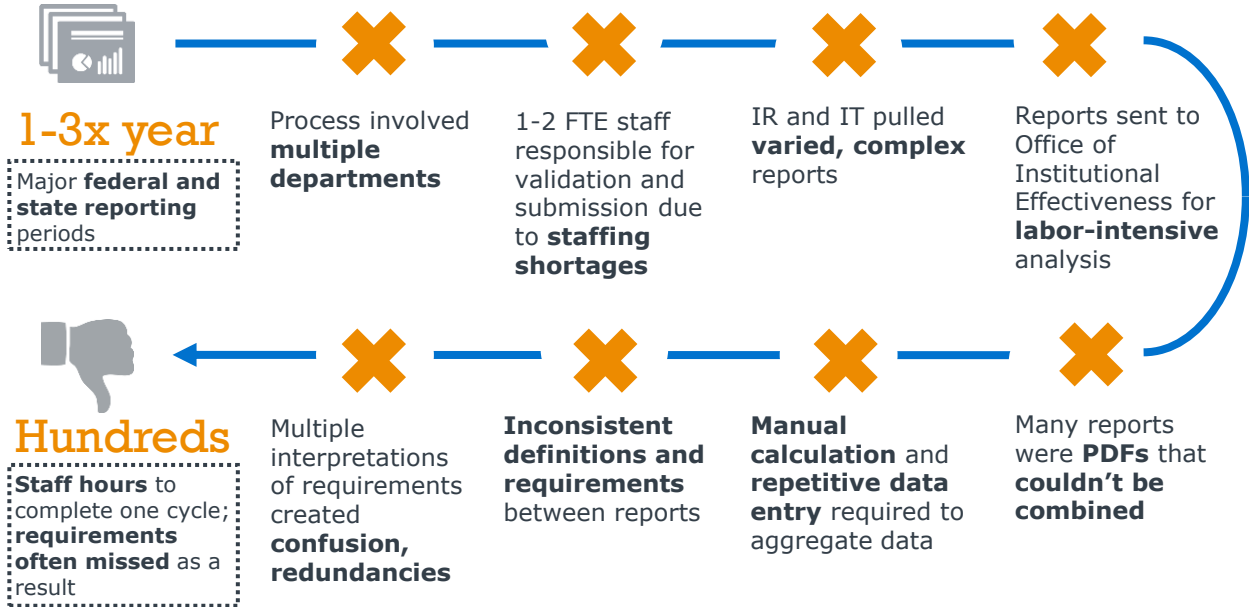 1-3x year
Major federal and
state reporting
periods
Process involved
multiple
departments
1-2 FTE staff
responsible for
validation and
submission due
to staffing
shortages
IR and IT pulled
varied, complex
reports
Reports sent to
Office of
Institutional
Effectiveness for
labor-intensive
analysis
Many reports
were PDFs that
couldn’t be
combined
Manual
calculation and
repetitive data
entry required to
aggregate data
Inconsistent
definitions and
requirements
between reports
Multiple
interpretations
of requirements
created
confusion,
redundancies
Hundreds
Staff hours to
complete one cycle;
requirements
often missed as a
result